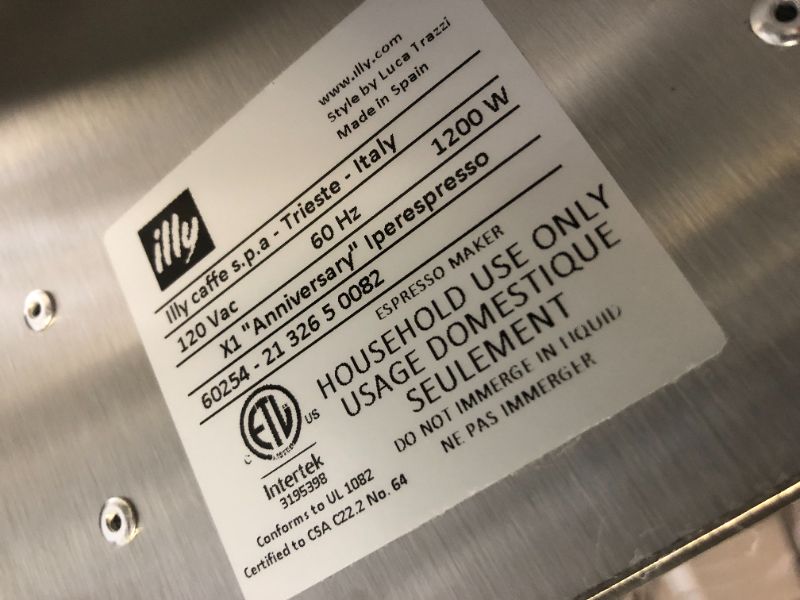 www.illy.com
Style by Luca Trazzi
Made in Spain
illy
Illy caffe s.p.a - Trieste - Italy
120 Vac 60 Hz 1200 W
X1 "Anniversary" Iperespresso
60254 - 21 326 5 0082
ESPRESSO MAKER
HOUSEHOLD USE ONLY
USAGE DOMESTIQUE
SEULEMENT
DO NOT IMMERGE IN LIQUID
NE PAS IMMERGER
C ETL US
Intertek
3195398
Conforms to UL 1082
Certified to CSA C22.2 No. 64